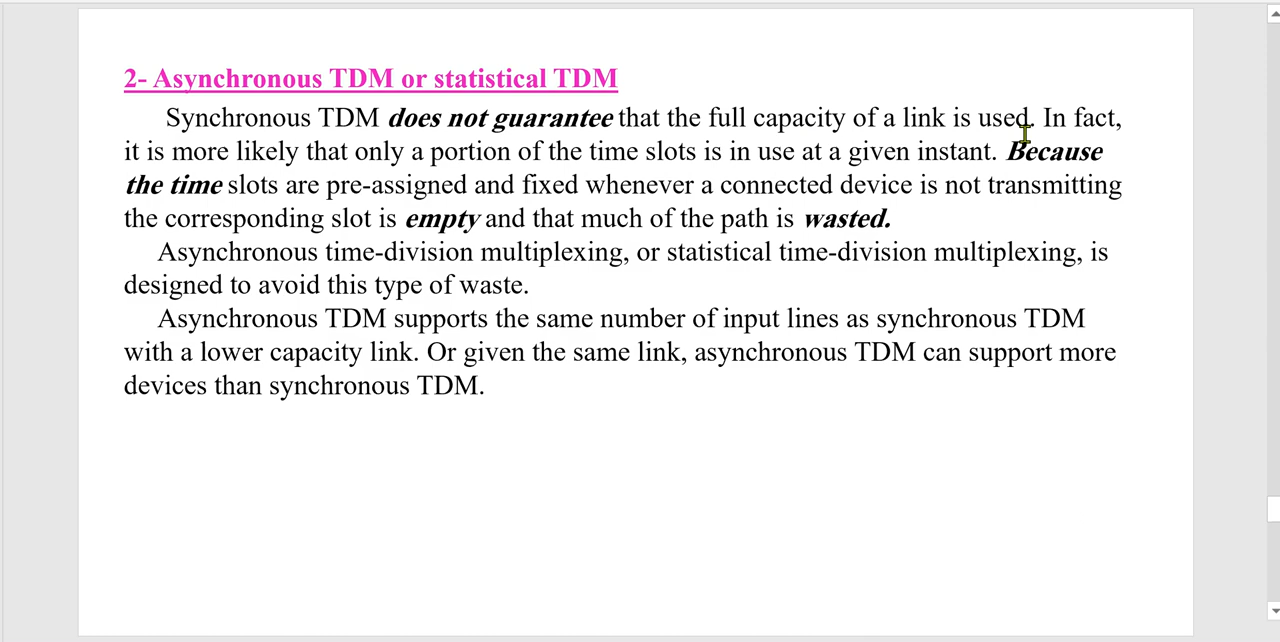 2- Asynchronous TDM or statistical TDM
Synchronous TDM does not guarantee that the full capacity of a link is used. In fact,
it is more likely that only a portion of the time slots is in use at a given instant. Because
the time slots are pre-assigned and fixed whenever a connected device is not transmitting
the corresponding slot is empty and that much of the path is wasted.
Asynchronous time-division multiplexing, or statistical time-division multiplexing, is
designed to avoid this type of waste.
Asynchronous TDM supports the same number of input lines as synchronous TDM
with a lower capacity link. Or given the same link, asynchronous TDM can support more
devices than synchronous TDM.